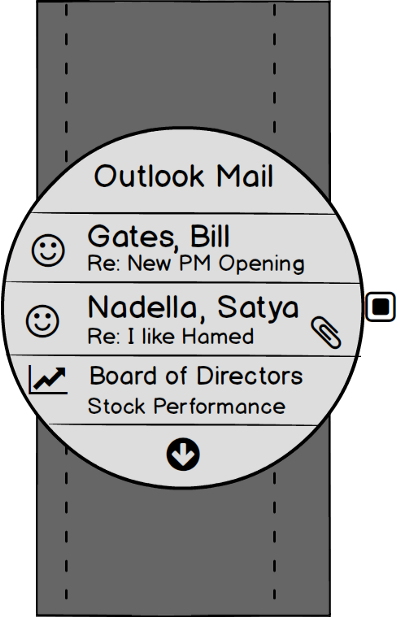 Outlook Mail
Gates, Bill
Re: New PM Opening
Nadella, Satya
Re: I like Hamed
Board of Directors
Stock Performance